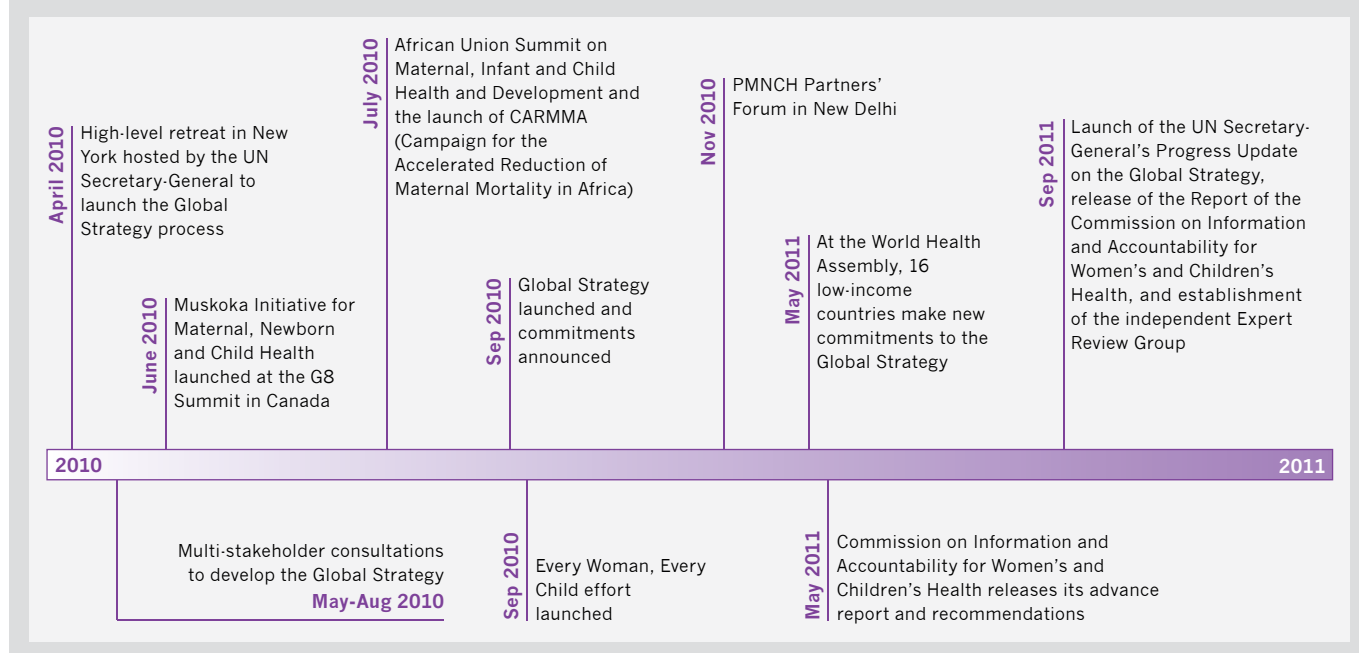 April 2010
High-level retreat in New
York hosted by the UN
Secretary-General to
launch the Global
Strategy process
June 2010
Muskoka Initiative for
Maternal, Newborn
and Child Health
launched at the G8
Summit in Canada
July 2010
African Union Summit on
Maternal, Infant and Child
Health and Development and
the launch of CARMMA
(Campaign for the
Accelerated Reduction of
Maternal Mortality in Africa)
Sep 2010
Global Strategy
launched and
commitments
announced
Nov 2010
PMNCH Partners’
Forum in New Delhi
May 2011
At the World Health
Assembly, 16
low-income
countries make new
commitments to the
Global Strategy
Sep 2011
Launch of the UN Secretary-
General’s Progress Update
on the Global Strategy,
release of the Report of the
Commission on Information
and Accountability for
Women’s and Children’s
Health, and establishment
of the independent Expert
Review Group
2010
2011
Multi-stakeholder consultations
to develop the Global Strategy
May-Aug 2010
Sep 2010
Every Woman, Every
Child effort
launched
May 2011
Commission on Information and
Accountability for Women’s and
Children’s Health releases its advance
report and recommendations